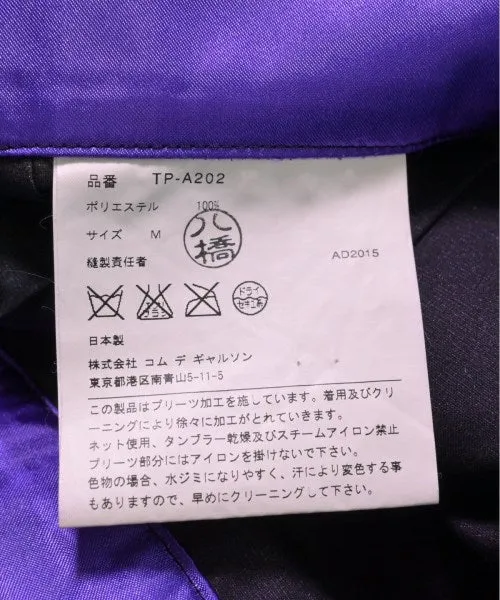 品番 TP-A202
ポリエステル 100%
サイズ M
縫製責任者
八橋
AD2015
ドライ
セキユ系
日本製
株式会社 コム デ ギャルソン
東京都港区南青山5-11-5
この製品はプリーツ加工を施しています。着用及びクリ
ーニングにより徐々に加工がとれていきます。
ネット使用、タンブラー乾燥及びスチームアイロン禁止
プリーツ部分にはアイロンを掛けないで下さい。
色物の場合、水ジミになりやすく、汗により変色する事
もありますので、早めにクリーニングして下さい。